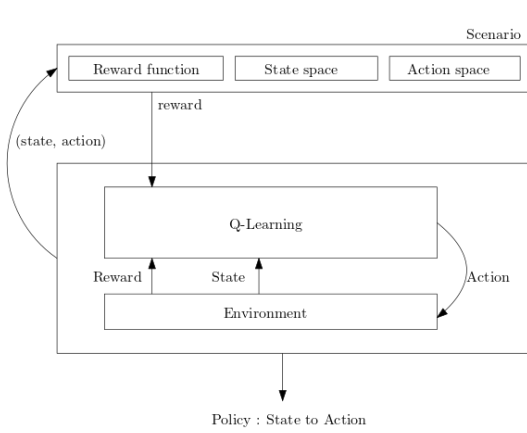 Scenario
Reward function State space Action space
reward
(state, action)
Q-Learning
Reward State Action
Environment
Policy : State to Action